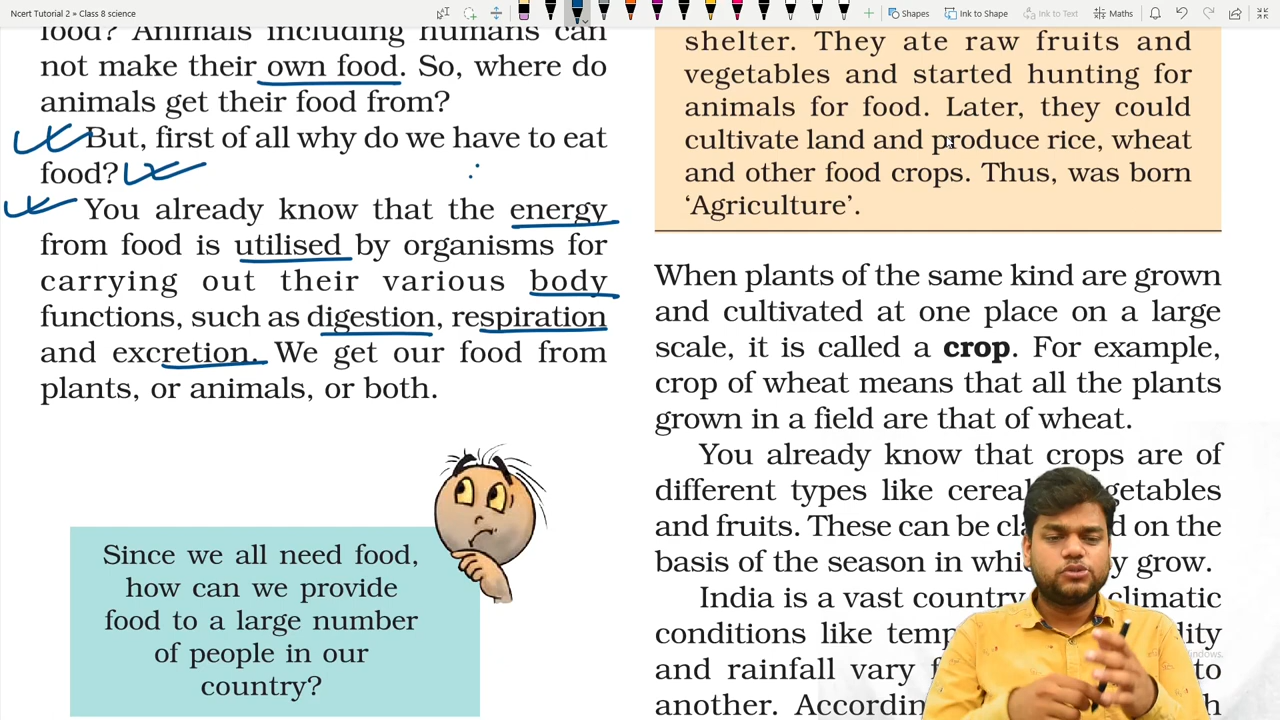 Ncert Tutorial 2 » Class 8 science
Shapes
Ink to Shape
Ink to Text
Maths
food? Animals including humans can
not make their own food. So, where do
animals get their food from?
But, first of all why do we have to eat
food?
You already know that the energy
from food is utilised by organisms for
carrying out their various body
functions, such as digestion, respiration
and excretion. We get our food from
plants, or animals, or both.
Since we all need food,
how can we provide
food to a large number
of people in our
country?
shelter. They ate raw fruits and
vegetables and started hunting for
animals for food. Later, they could
cultivate land and produce rice, wheat
and other food crops. Thus, was born
‘Agriculture’.
When plants of the same kind are grown
and cultivated at one place on a large
scale, it is called a crop. For example,
crop of wheat means that all the plants
grown in a field are that of wheat.
You already know that crops are of
different types like cereal getables
and fruits. These can be cla d on the
basis of the season in whi y grow.
India is a vast country climatic
conditions like temp dity
and rainfall vary f to
another. Accordin h